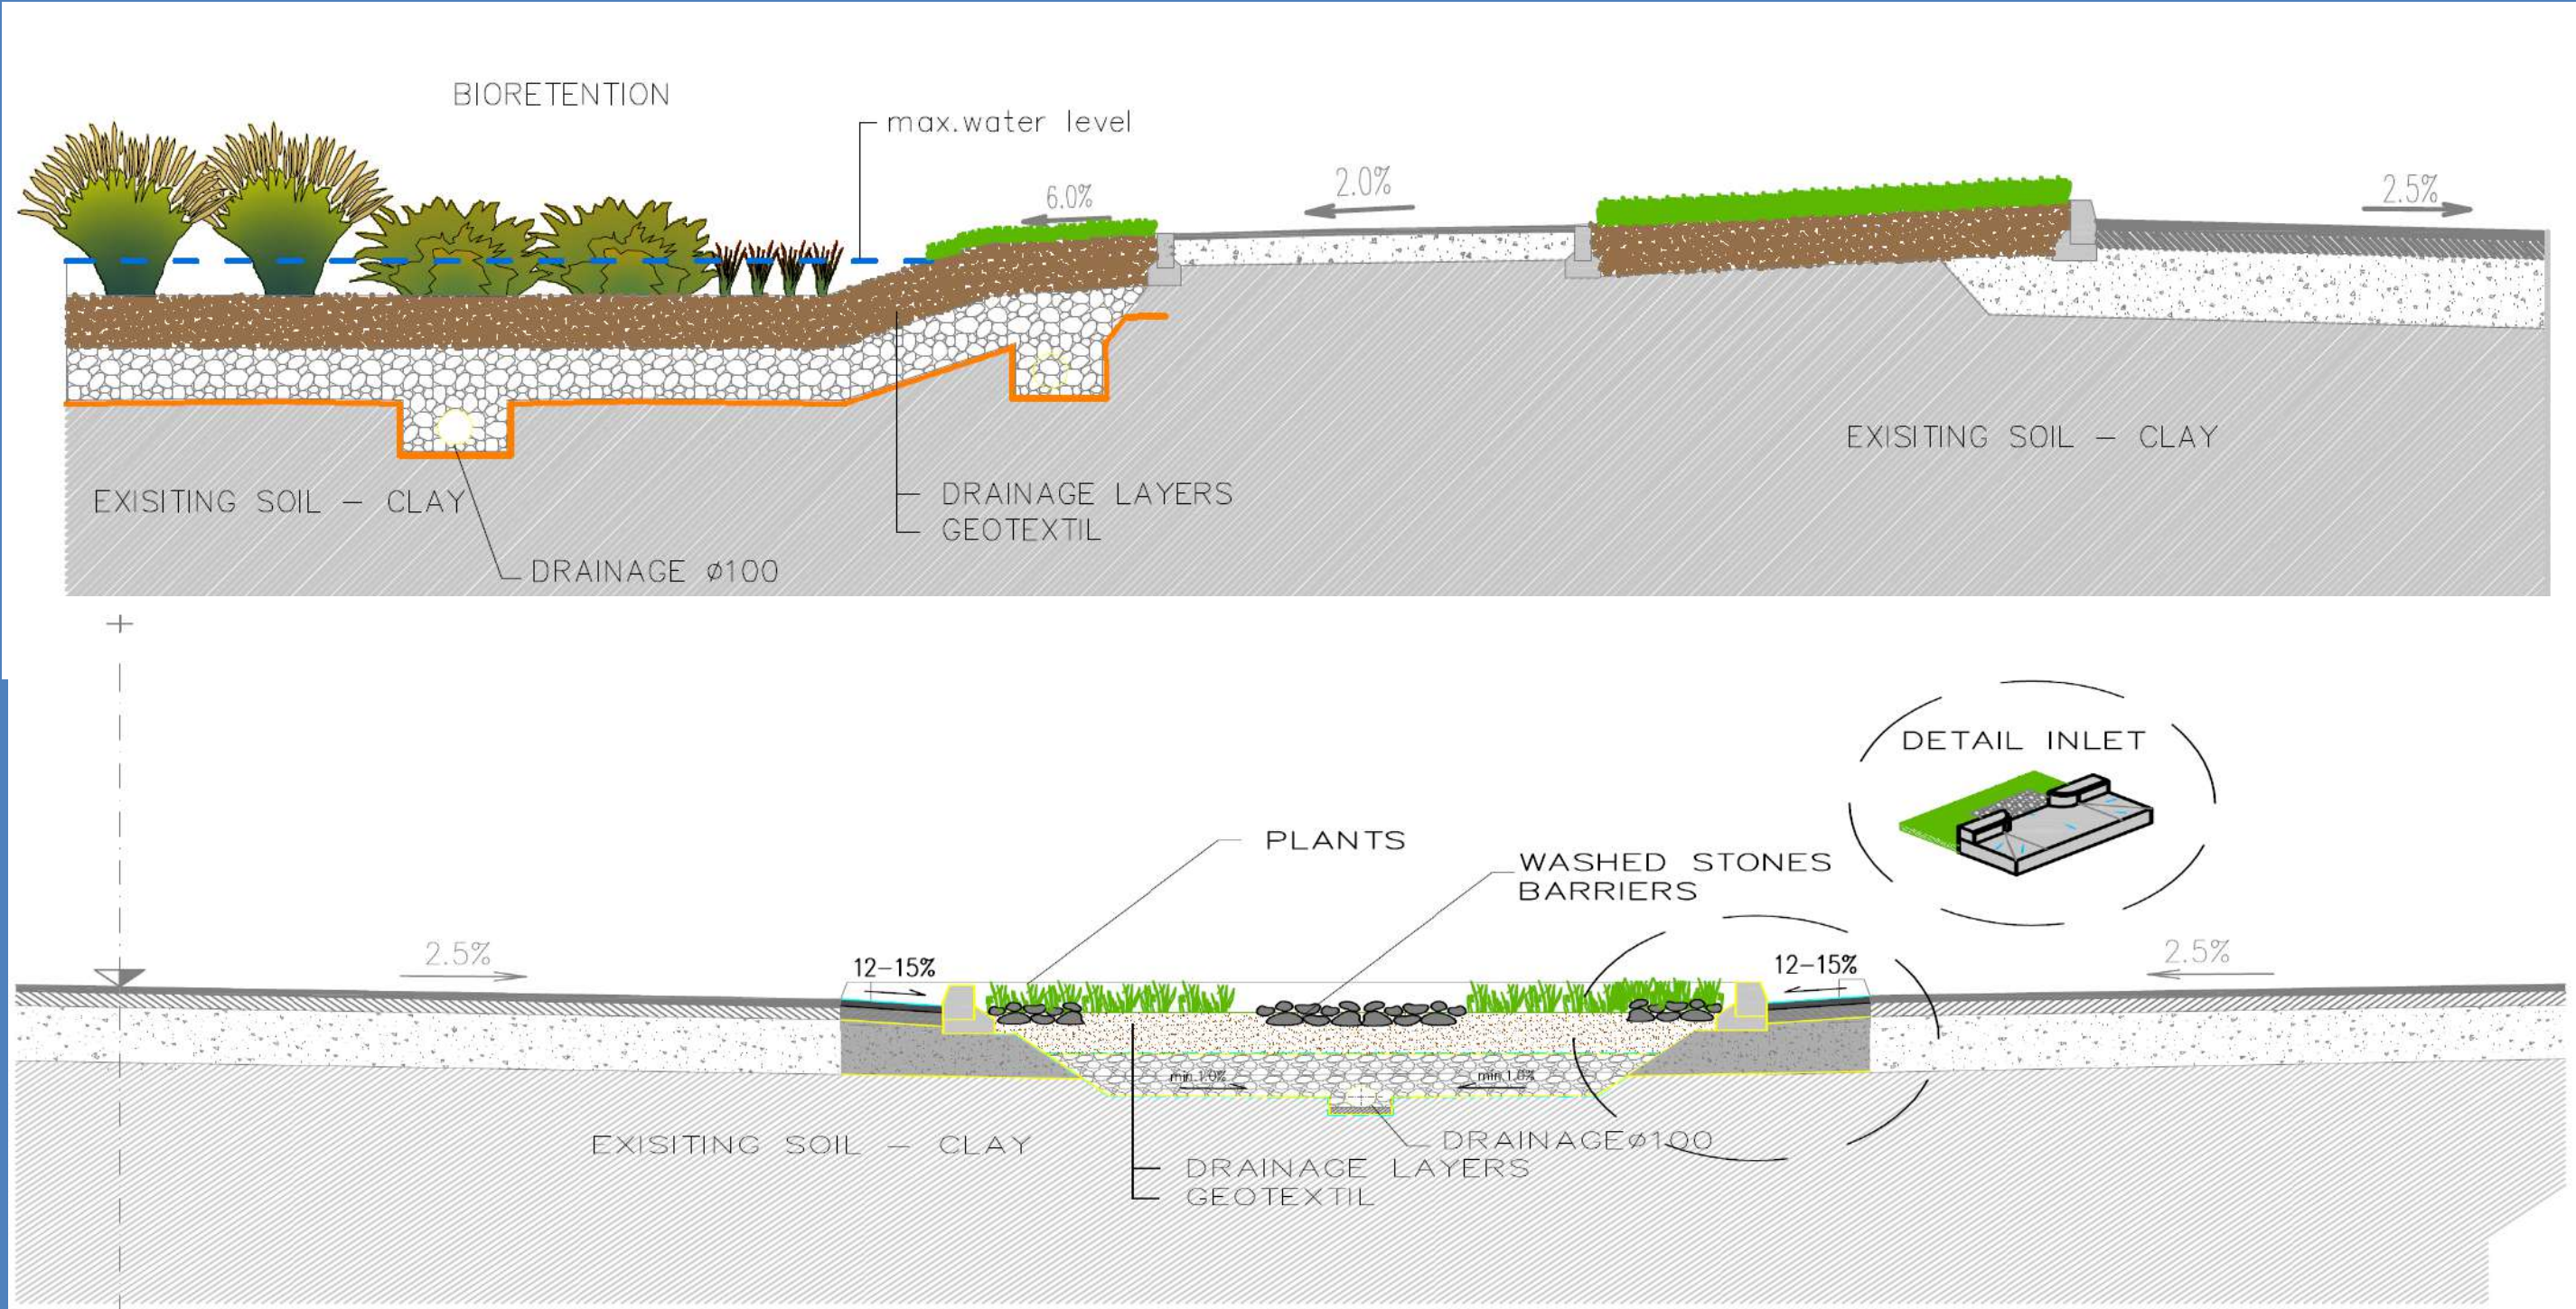 BIORETENTION
max.water level
6.0%
2.0%
2.5%
EXISITING SOIL – CLAY
EXISITING SOIL – CLAY
DRAINAGE LAYERS
GEOTEXTIL
DRAINAGE ø100
DETAIL INLET
PLANTS
WASHED STONES
BARRIERS
2.5%
12–15%
12–15%
2.5%
min.1.0%
min.1.0%
EXISITING SOIL – CLAY
DRAINAGEø100
DRAINAGE LAYERS
GEOTEXTIL